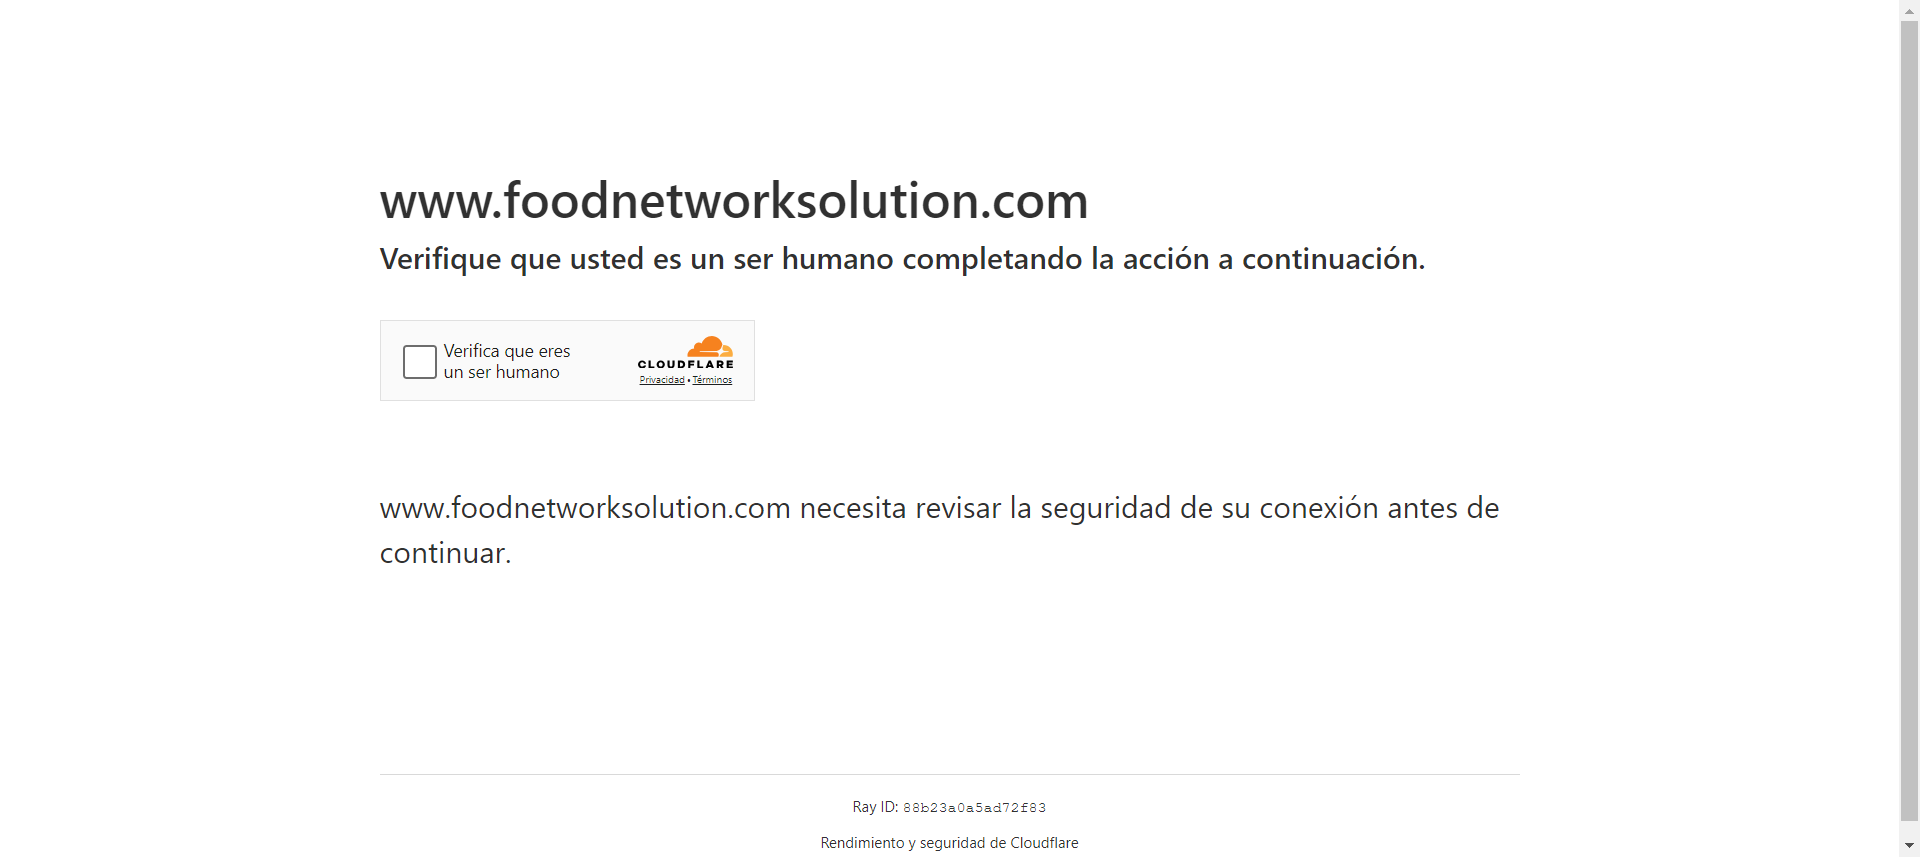 www.foodnetworksolution.com
Verifique que usted es un ser humano completando la acción a continuación.
Verifica que eres
un ser humano
CLOUDFLARE
Privacidad • Términos
www.foodnetworksolution.com necesita revisar la seguridad de su conexión antes de
continuar.
Ray ID: 88b23a0a5ad72f83
Rendimiento y seguridad de Cloudflare